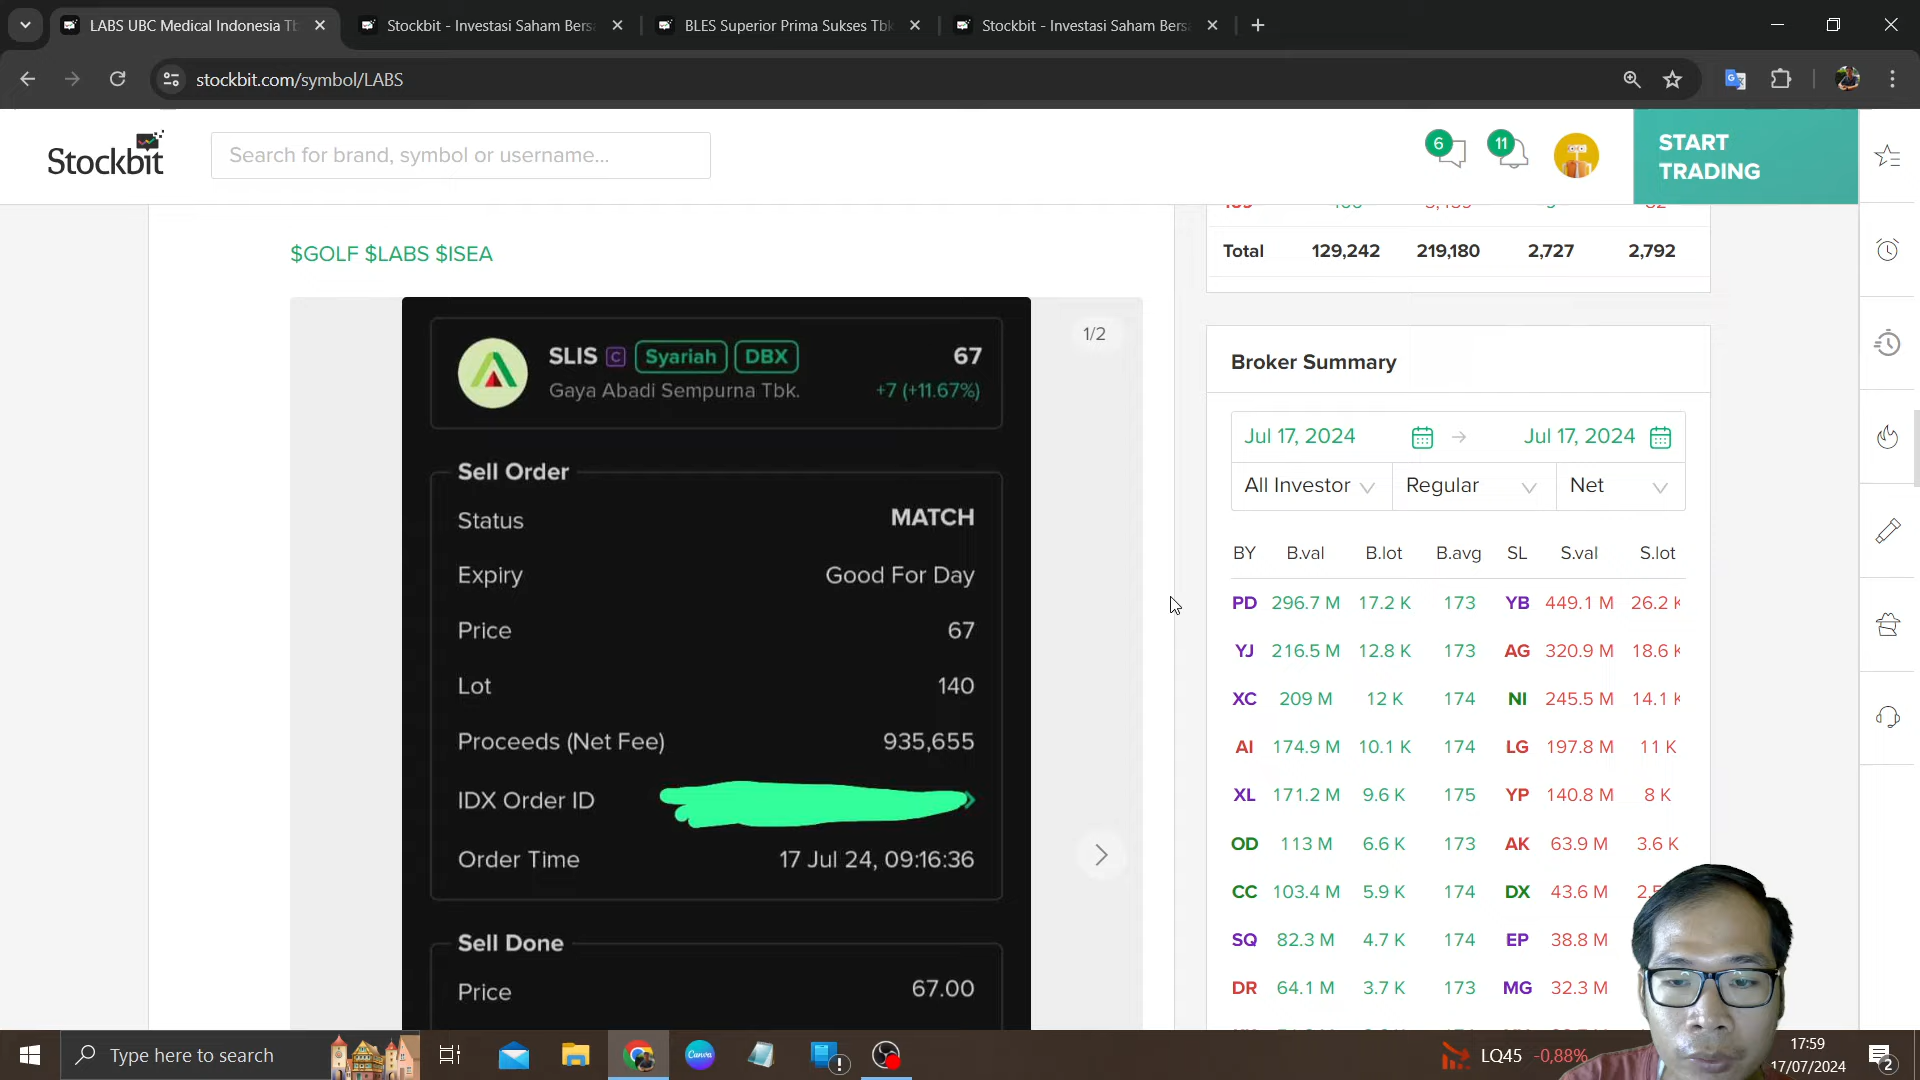 LABS UBC Medical Indonesia Tb
Stockbit - Investasi Saham Bersa
BLES Superior Prima Sukses Tbk
Stockbit - Investasi Saham Bersa
stockbit.com/symbol/LABS
Stockbit
Search for brand, symbol or username...
6
11
START
TRADING
$GOLF $LABS $ISEA
Total 129,242 219,180 2,727 2,792
1/2
SLIS C Syariah DBX 67
Gaya Abadi Sempurna Tbk. +7 (+11.67%)
Sell Order
Status MATCH
Expiry Good For Day
Price 67
Lot 140
Proceeds (Net Fee) 935,655
IDX Order ID
Order Time 17 Jul 24, 09:16:36
Sell Done
Price 67.00
Broker Summary
Jul 17, 2024 → Jul 17, 2024
All Investor Regular Net
BY B.val B.lot B.avg SL S.val S.lot
PD 296.7 M 17.2 K 173 YB 449.1 M 26.2 K
YJ 216.5 M 12.8 K 173 AG 320.9 M 18.6 K
XC 209 M 12 K 174 NI 245.5 M 14.1 K
AI 174.9 M 10.1 K 174 LG 197.8 M 11 K
XL 171.2 M 9.6 K 175 YP 140.8 M 8 K
OD 113 M 6.6 K 173 AK 63.9 M 3.6 K
CC 103.4 M 5.9 K 174 DX 43.6 M
SQ 82.3 M 4.7 K 174 EP 38.8 M
DR 64.1 M 3.7 K 173 MG 32.3 M
Type here to search
Canva
LQ45 -0,88%
17:59
17/07/2024
2